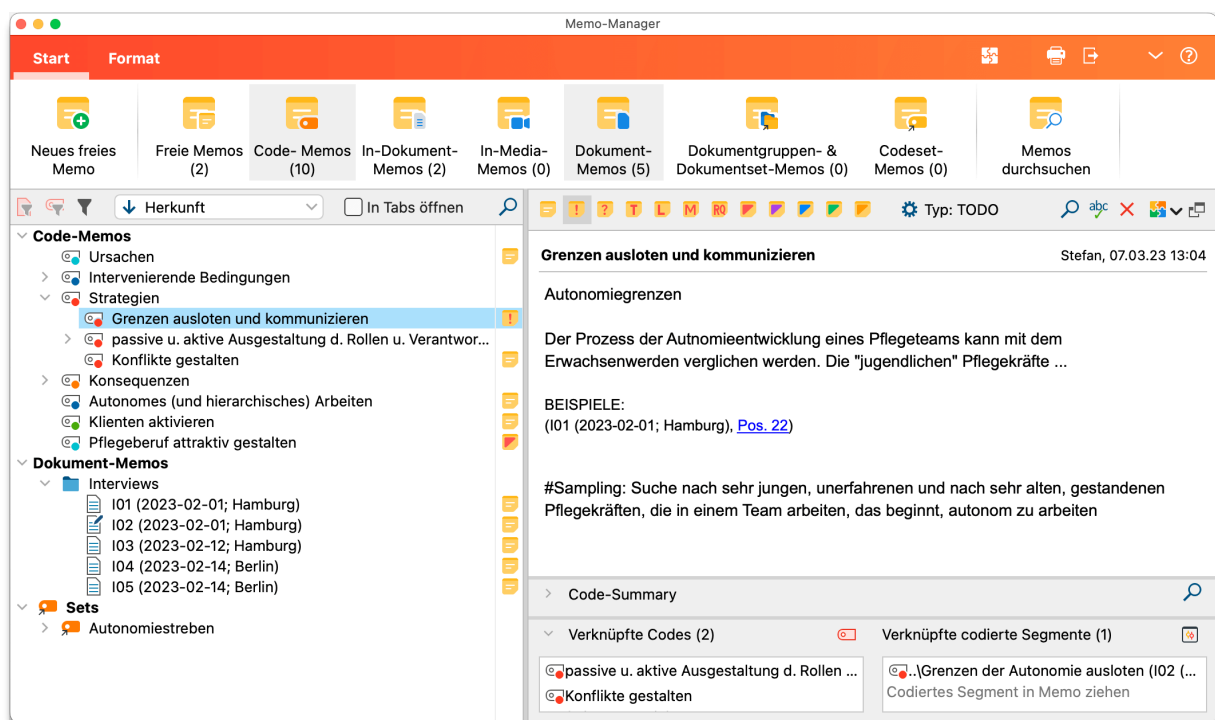 Memo-Manager
Start Format
Neues freies Memo
Freie Memos (2)
Code- Memos (10)
In-Dokument-Memos (2)
In-Media-Memos (0)
Dokument-Memos (5)
Dokumentgruppen- & Dokumentset-Memos (0)
Codeset-Memos (0)
Memos durchsuchen
Herkunft
In Tabs öffnen
Code-Memos
Ursachen
Intervenierende Bedingungen
Strategien
Grenzen ausloten und kommunizieren
passive u. aktive Ausgestaltung d. Rollen u. Verantwor...
Konflikte gestalten
Konsequenzen
Autonomes (und hierarchisches) Arbeiten
Klienten aktivieren
Pflegeberuf attraktiv gestalten
Dokument-Memos
Interviews
I01 (2023-02-01; Hamburg)
I02 (2023-02-01; Hamburg)
I03 (2023-02-12; Hamburg)
I04 (2023-02-14; Berlin)
I05 (2023-02-14; Berlin)
Sets
Autonomiestreben
! ? T L M RQ
Typ: TODO
abc
Grenzen ausloten und kommunizieren
Stefan, 07.03.23 13:04
Autonomiegrenzen
Der Prozess der Autnomieentwicklung eines Pflegeteams kann mit dem
Erwachsenwerden verglichen werden. Die "jugendlichen" Pflegekräfte ...
BEISPIELE:
(I01 (2023-02-01; Hamburg), Pos. 22)
#Sampling: Suche nach sehr jungen, unerfahrenen und nach sehr alten, gestandenen
Pflegekräften, die in einem Team arbeiten, das beginnt, autonom zu arbeiten
Code-Summary
Verknüpfte Codes (2)
passive u. aktive Ausgestaltung d. Rollen ...
Konflikte gestalten
Verknüpfte codierte Segmente (1)
..\Grenzen der Autonomie ausloten (I02 (...
Codiertes Segment in Memo ziehen